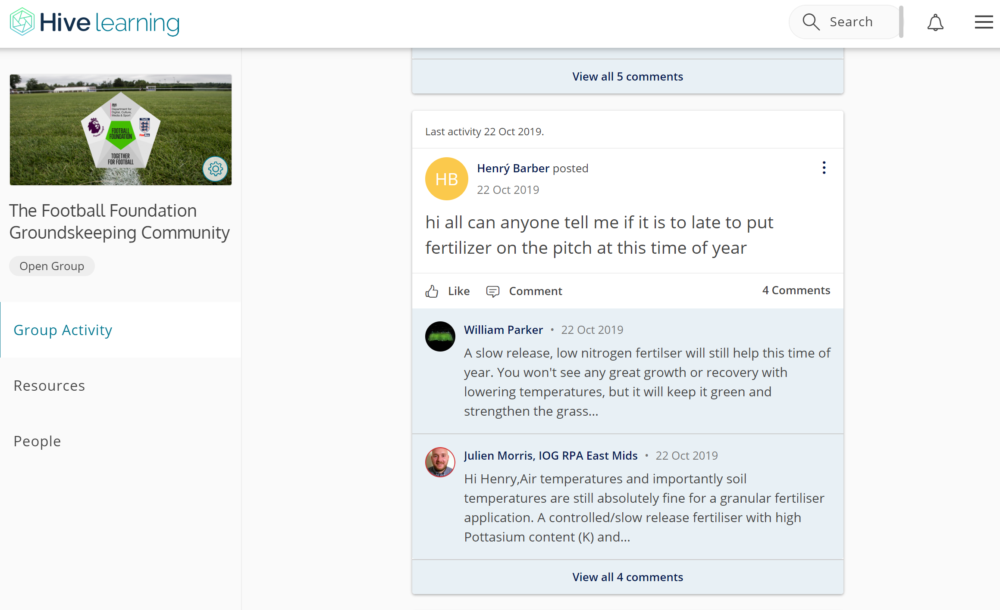 Hive learning
Search
Department for
Digital, Culture,
Media & Sport
Premier League
FOOTBALL
FOUNDATION
The FA
FOR ALL
TOGETHER
FOR FOOTBALL
The Football Foundation
Groundskeeping Community
Open Group
Group Activity
Resources
People
View all 5 comments
Last activity 22 Oct 2019.
HB
Henrý Barber posted
22 Oct 2019
hi all can anyone tell me if it is to late to put
fertilizer on the pitch at this time of year
Like
Comment
4 Comments
William Parker • 22 Oct 2019
A slow release, low nitrogen fertilser will still help this time of
year. You won't see any great growth or recovery with
lowering temperatures, but it will keep it green and
strengthen the grass...
Julien Morris, IOG RPA East Mids • 22 Oct 2019
Hi Henry,Air temperatures and importantly soil
temperatures are still absolutely fine for a granular fertiliser
application. A controlled/slow release fertiliser with high
Pottasium content (K) and...
View all 4 comments